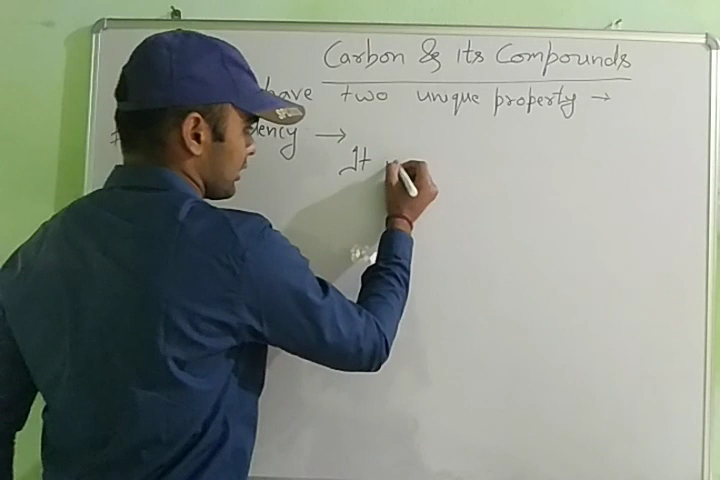 Carbon & its Compounds
have two unique property →
ency →
It